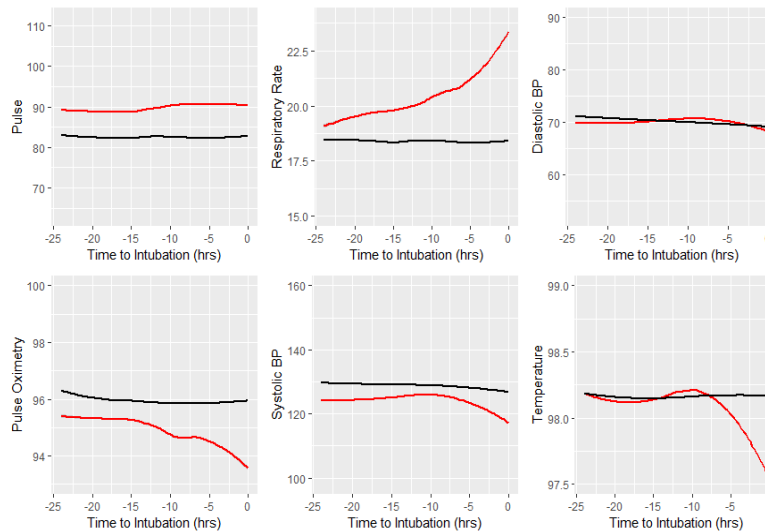 Pulse
110
100
90
80
70
-25 -20 -15 -10 -5 0
Time to Intubation (hrs)
Respiratory Rate
22.5
20.0
17.5
15.0
-25 -20 -15 -10 -5 0
Time to Intubation (hrs)
Diastolic BP
90
80
70
60
-25 -20 -15 -10 -5 0
Time to Intubation (hrs)
Pulse Oximetry
100
98
96
94
-25 -20 -15 -10 -5 0
Time to Intubation (hrs)
Systolic BP
160
140
120
100
-25 -20 -15 -10 -5 0
Time to Intubation (hrs)
Temperature
99.0
98.5
98.0
97.5
-25 -20 -15 -10 -5 0
Time to Intubation (hrs)